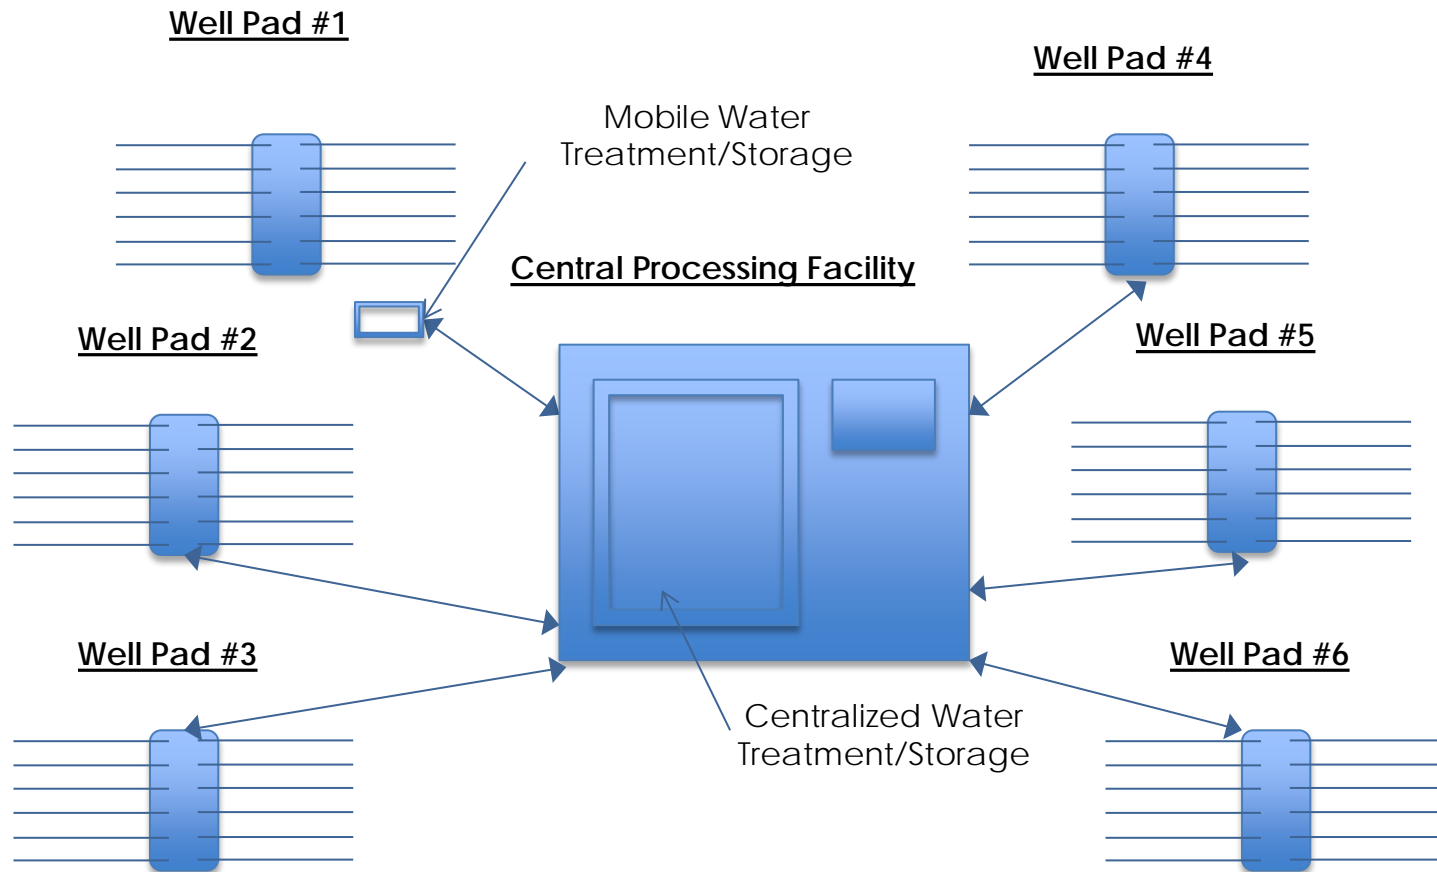 Well Pad #1
Well Pad #4
Mobile Water
Treatment/Storage
Central Processing Facility
Well Pad #2
Well Pad #5
Well Pad #3
Well Pad #6
Centralized Water
Treatment/Storage